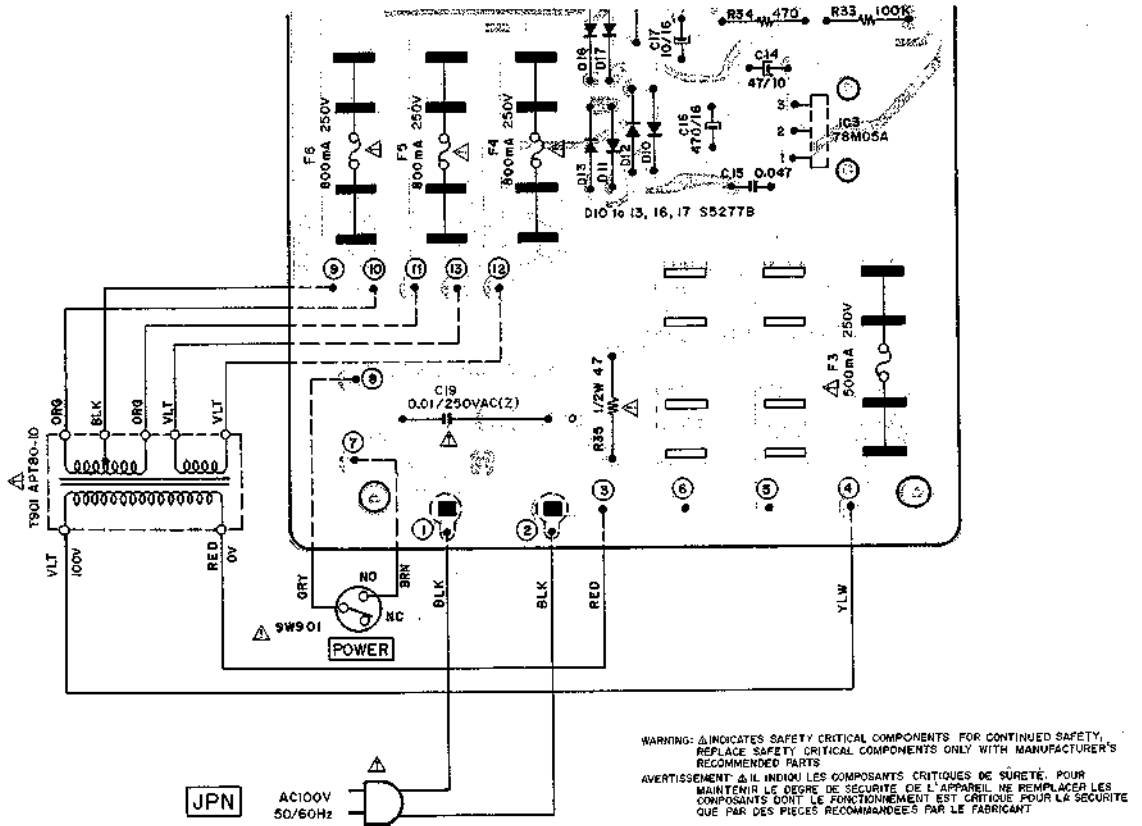 R34 470
R33 100K
C17
10/16
D16
D17
C14
47/10
F6
800mA 250V
F5
800mA 250V
F4
800mA 250V
D13
D11
D12
D10
C16
470/16
3
2
1
IC3
78M05A
C15 0.047
D10 to 13, 16, 17 S5277B
9
10
11
13
12
F3
500mA 250V
8
C19
0.01/250VAC(Z)
R35 1/2W 47
7
ORG
BLK
ORG
VLT
VLT
T901 APT80-1D
1
2
3
6
5
4
VLT
100V
RED
0V
GRY
NO
BRN
NC
BLK
BLK
RED
YLW
SW901
POWER
JPN
AC100V
50/60Hz
WARNING: ⚠INDICATES SAFETY CRITICAL COMPONENTS FOR CONTINUED SAFETY,
REPLACE SAFETY CRITICAL COMPONENTS ONLY WITH MANUFACTURER'S
RECOMMENDED PARTS
AVERTISSEMENT ⚠ IL INDIQU LES COMPOSANTS CRITIQUES DE SÛRETÉ. POUR
MAINTENIR LE DEGRE DE SECURITE DE L'APPAREIL NE REMPLACER LES
COMPOSANTS DONT LE FONCTIONNEMENT EST CRITIQUE POUR LA SECURITE
QUE PAR DES PIECES RECOMMANDEES PAR LE FABRICANT